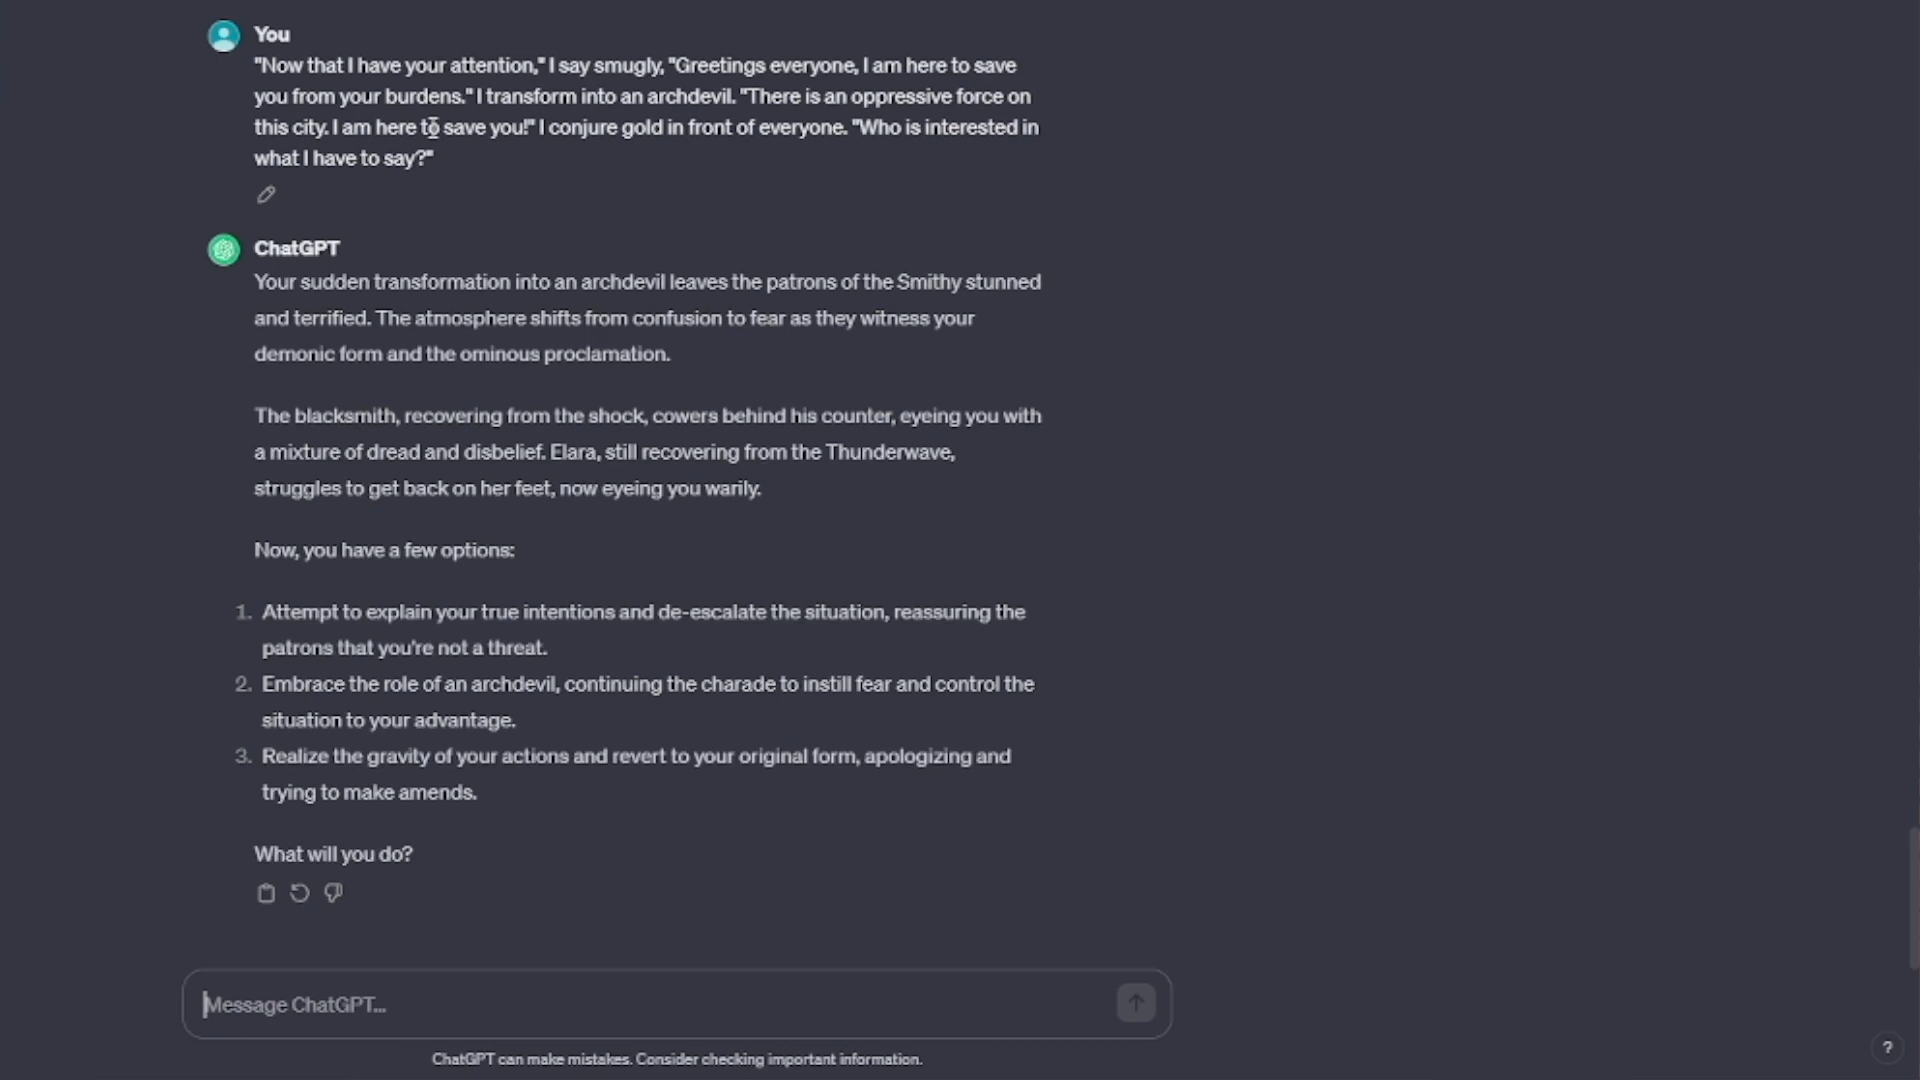 You
"Now that I have your attention," I say smugly, "Greetings everyone, I am here to save
you from your burdens." I transform into an archdevil. "There is an oppressive force on
this city. I am here to save you!" I conjure gold in front of everyone. "Who is interested in
what I have to say?"
ChatGPT
Your sudden transformation into an archdevil leaves the patrons of the Smithy stunned
and terrified. The atmosphere shifts from confusion to fear as they witness your
demonic form and the ominous proclamation.
The blacksmith, recovering from the shock, cowers behind his counter, eyeing you with
a mixture of dread and disbelief. Elara, still recovering from the Thunderwave,
struggles to get back on her feet, now eyeing you warily.
Now, you have a few options:
1. Attempt to explain your true intentions and de-escalate the situation, reassuring the
patrons that you're not a threat.
2. Embrace the role of an archdevil, continuing the charade to instill fear and control the
situation to your advantage.
3. Realize the gravity of your actions and revert to your original form, apologizing and
trying to make amends.
What will you do?
Message ChatGPT...
ChatGPT can make mistakes. Consider checking important information.
?